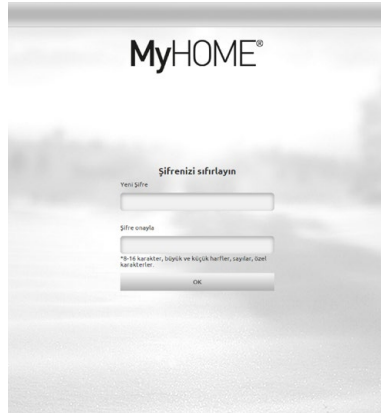 MyHOME®
Şifrenizi sıfırlayın
Yeni Şifre
Şifre onayla
*8-16 karakter, büyük ve küçük harfler, sayılar, özel
karakterler.
OK